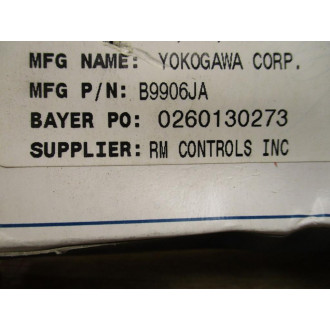 MFG NAME: YOKOGAWA CORP.
MFG P/N: B9906JA
BAYER PO: 0260130273
SUPPLIER: RM CONTROLS INC